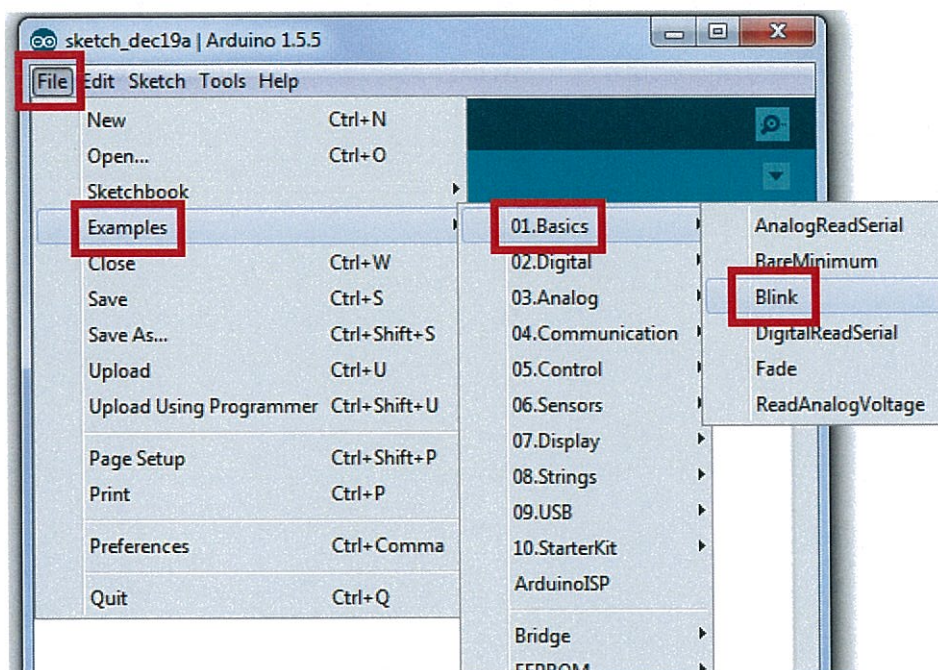 sketch_dec19a | Arduino 1.5.5
File Edit Sketch Tools Help
New Ctrl+N
Open... Ctrl+O
Sketchbook
Examples
Close Ctrl+W
Save Ctrl+S
Save As... Ctrl+Shift+S
Upload Ctrl+U
Upload Using Programmer Ctrl+Shift+U
Page Setup Ctrl+Shift+P
Print Ctrl+P
Preferences Ctrl+Comma
Quit Ctrl+Q
01.Basics
02.Digital
03.Analog
04.Communication
05.Control
06.Sensors
07.Display
08.Strings
09.USB
10.StarterKit
ArduinoISP
Bridge
EEPROM
AnalogReadSerial
BareMinimum
Blink
DigitalReadSerial
Fade
ReadAnalogVoltage